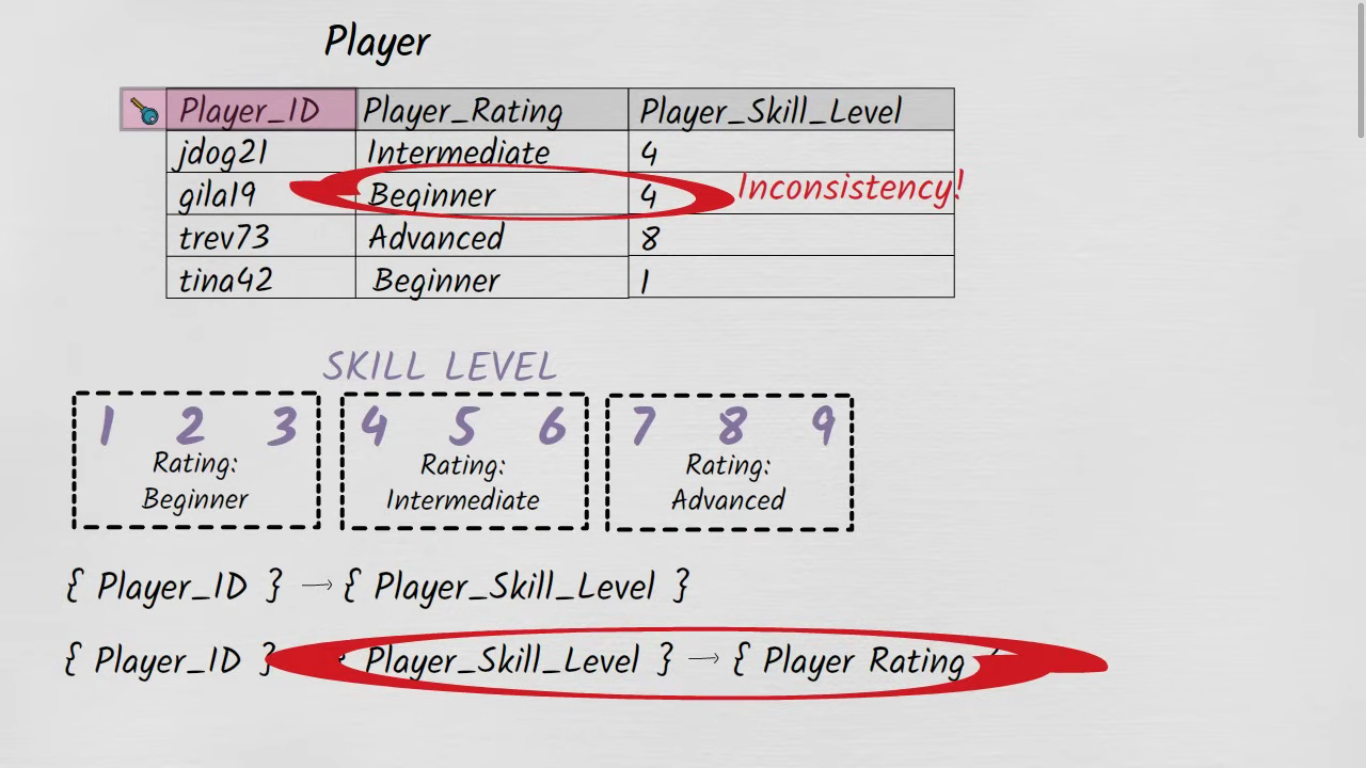 Player
Player_ID Player_Rating Player_Skill_Level
jdog21 Intermediate 4
gila19 Beginner 4 Inconsistency!
trev73 Advanced 8
tina42 Beginner 1
SKILL LEVEL
1 2 3 4 5 6 7 8 9
Rating: Rating: Rating:
Beginner Intermediate Advanced
{ Player_ID } → { Player_Skill_Level }
{ Player_ID } Player_Skill_Level } → { Player Rating